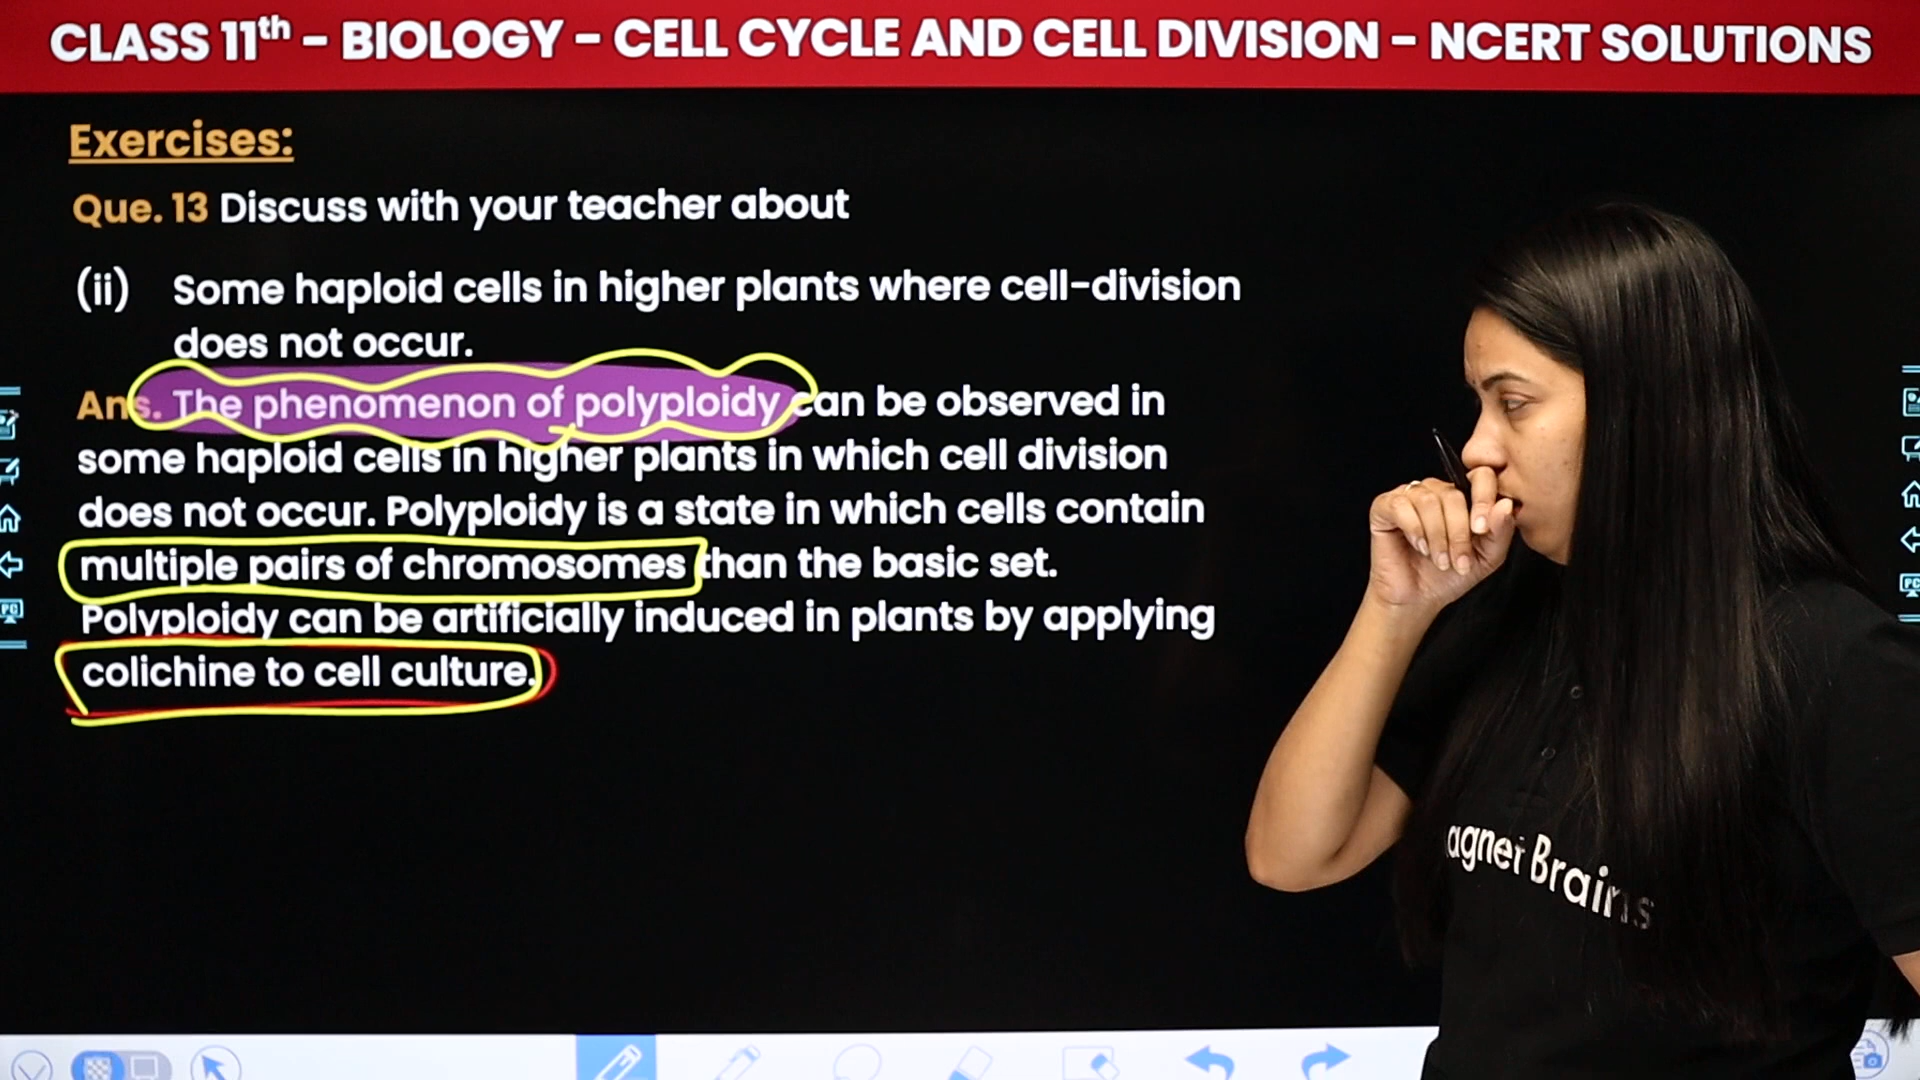 CLASS 11th - BIOLOGY - CELL CYCLE AND CELL DIVISION - NCERT SOLUTIONS
Exercises:
Que. 13 Discuss with your teacher about
(ii) Some haploid cells in higher plants where cell-division
does not occur.
Ans. The phenomenon of polyploidy can be observed in
some haploid cells in higher plants in which cell division
does not occur. Polyploidy is a state in which cells contain
multiple pairs of chromosomes than the basic set.
Polyploidy can be artificially induced in plants by applying
colichine to cell culture.
agnet Brains
PC
PC